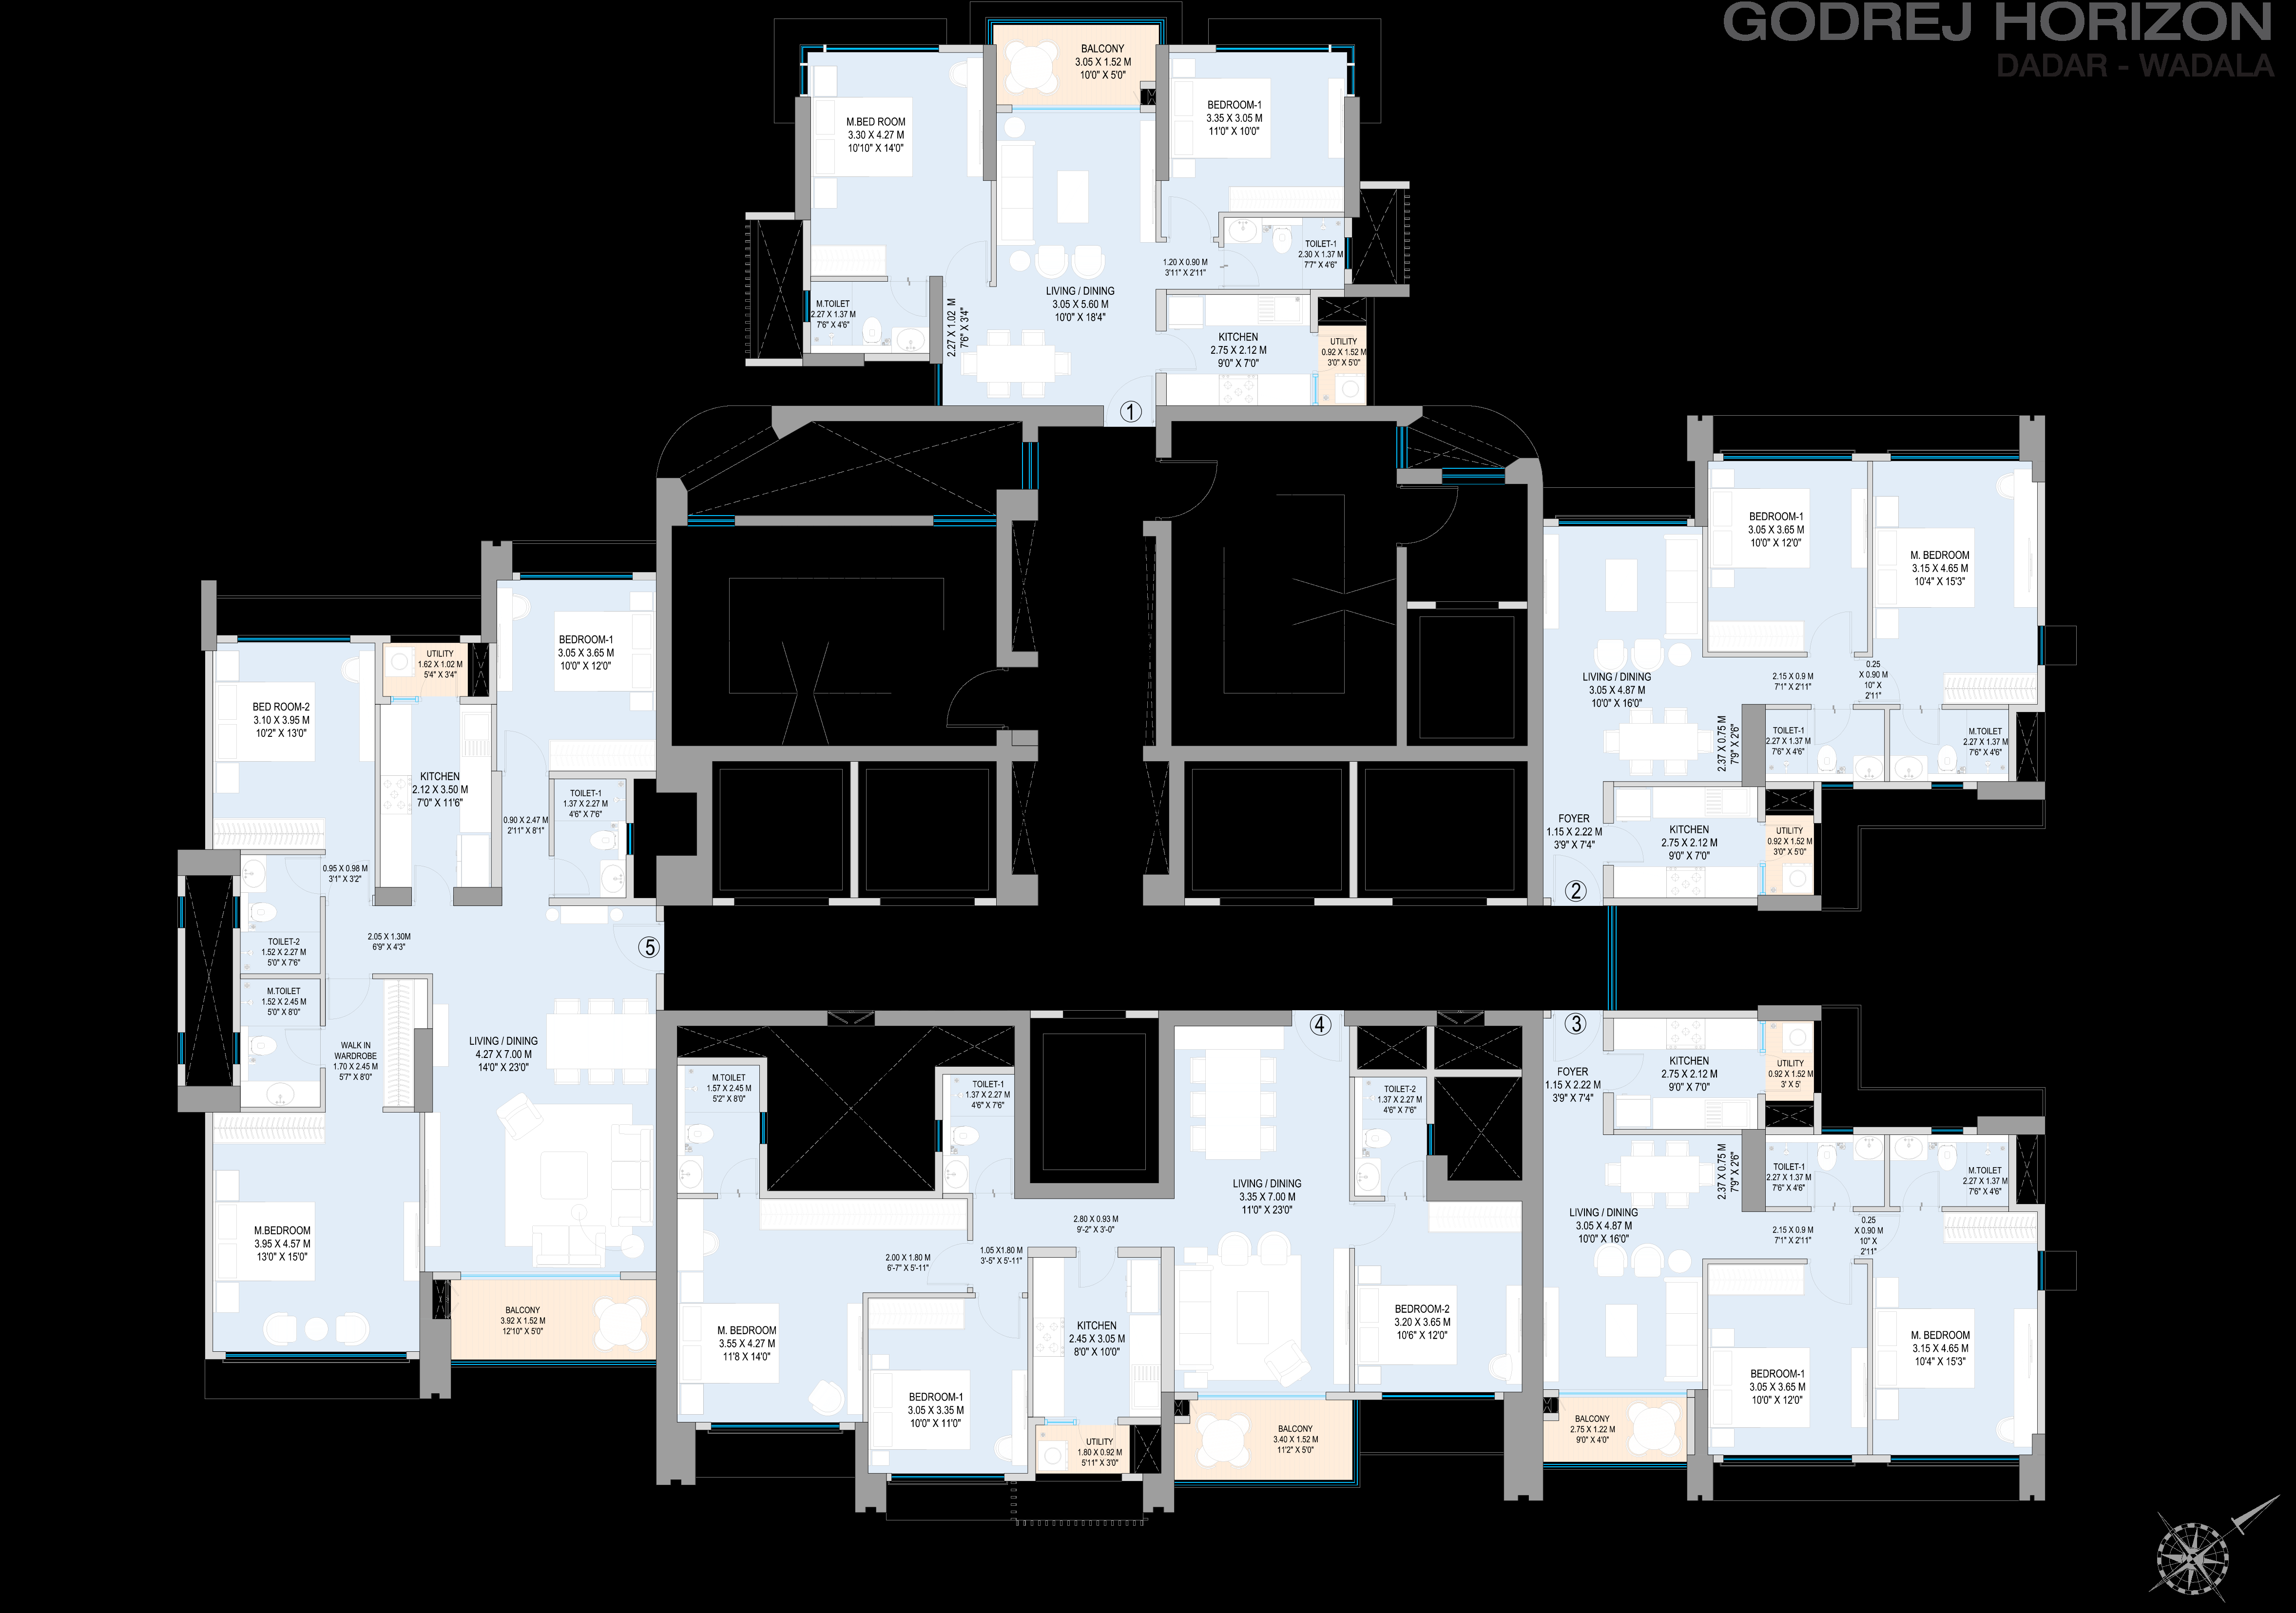 GODREJ HORIZON
DADAR - WADALA
BALCONY
3.05 X 1.52 M
10'0" X 5'0"
M.BED ROOM
3.30 X 4.27 M
10'10" X 14'0"
BEDROOM-1
3.35 X 3.05 M
11'0" X 10'0"
TOILET-1
2.30 X 1.37 M
7'7" X 4'6"
1.20 X 0.90 M
3'11" X 2'11"
LIVING / DINING
3.05 X 5.60 M
10'0" X 18'4"
M.TOILET
2.27 X 1.37 M
7'6" X 4'6"
2.27 X 1.02 M
7'6" X 3'4"
KITCHEN
2.75 X 2.12 M
9'0" X 7'0"
UTILITY
0.92 X 1.52 M
3'0" X 5'0"
1
BEDROOM-1
3.05 X 3.65 M
10'0" X 12'0"
M. BEDROOM
3.15 X 4.65 M
10'4" X 15'3"
LIVING / DINING
3.05 X 4.87 M
10'0" X 16'0"
2.15 X 0.9 M
7'1" X 2'11"
0.25
X 0.90 M
10" X
2'11"
2.37 X 0.75 M
7'9" X 2'6"
TOILET-1
2.27 X 1.37 M
7'6" X 4'6"
M.TOILET
2.27 X 1.37 M
7'6" X 4'6"
FOYER
1.15 X 2.22 M
3'9" X 7'4"
KITCHEN
2.75 X 2.12 M
9'0" X 7'0"
UTILITY
0.92 X 1.52 M
3'0" X 5'0"
2
BEDROOM-1
3.05 X 3.65 M
10'0" X 12'0"
UTILITY
1.62 X 1.02 M
5'4" X 3'4"
BED ROOM-2
3.10 X 3.95 M
10'2" X 13'0"
KITCHEN
2.12 X 3.50 M
7'0" X 11'6"
TOILET-1
1.37 X 2.27 M
4'6" X 7'6"
0.90 X 2.47 M
2'11" X 8'1"
0.95 X 0.98 M
3'1" X 3'2"
2.05 X 1.30M
6'9" X 4'3"
TOILET-2
1.52 X 2.27 M
5'0" X 7'6"
5
M.TOILET
1.52 X 2.45 M
5'0" X 8'0"
WALK IN
WARDROBE
1.70 X 2.45 M
5'7" X 8'0"
LIVING / DINING
4.27 X 7.00 M
14'0" X 23'0"
M.BEDROOM
3.95 X 4.57 M
13'0" X 15'0"
BALCONY
3.92 X 1.52 M
12'10" X 5'0"
M.TOILET
1.57 X 2.45 M
5'2" X 8'0"
TOILET-1
1.37 X 2.27 M
4'6" X 7'6"
4
TOILET-2
1.37 X 2.27 M
4'6" X 7'6"
LIVING / DINING
3.35 X 7.00 M
11'0" X 23'0"
2.80 X 0.93 M
9'-2" X 3'-0"
2.00 X 1.80 M
6'-7" X 5'-11"
1.05 X1.80 M
3'-5" X 5'-11"
M. BEDROOM
3.55 X 4.27 M
11'8 X 14'0"
BEDROOM-1
3.05 X 3.35 M
10'0" X 11'0"
KITCHEN
2.45 X 3.05 M
8'0" X 10'0"
BEDROOM-2
3.20 X 3.65 M
10'6" X 12'0"
UTILITY
1.80 X 0.92 M
5'11" X 3'0"
BALCONY
3.40 X 1.52 M
11'2" X 5'0"
3
KITCHEN
2.75 X 2.12 M
9'0" X 7'0"
UTILITY
0.92 X 1.52 M
3' X 5'
FOYER
1.15 X 2.22 M
3'9" X 7'4"
2.37 X 0.75 M
7'9" X 2'6"
TOILET-1
2.27 X 1.37 M
7'6" X 4'6"
M.TOILET
2.27 X 1.37 M
7'6" X 4'6"
LIVING / DINING
3.05 X 4.87 M
10'0" X 16'0"
2.15 X 0.9 M
7'1" X 2'11"
0.25
X 0.90 M
10" X
2'11"
BEDROOM-1
3.05 X 3.65 M
10'0" X 12'0"
M. BEDROOM
3.15 X 4.65 M
10'4" X 15'3"
BALCONY
2.75 X 1.22 M
9'0" X 4'0"